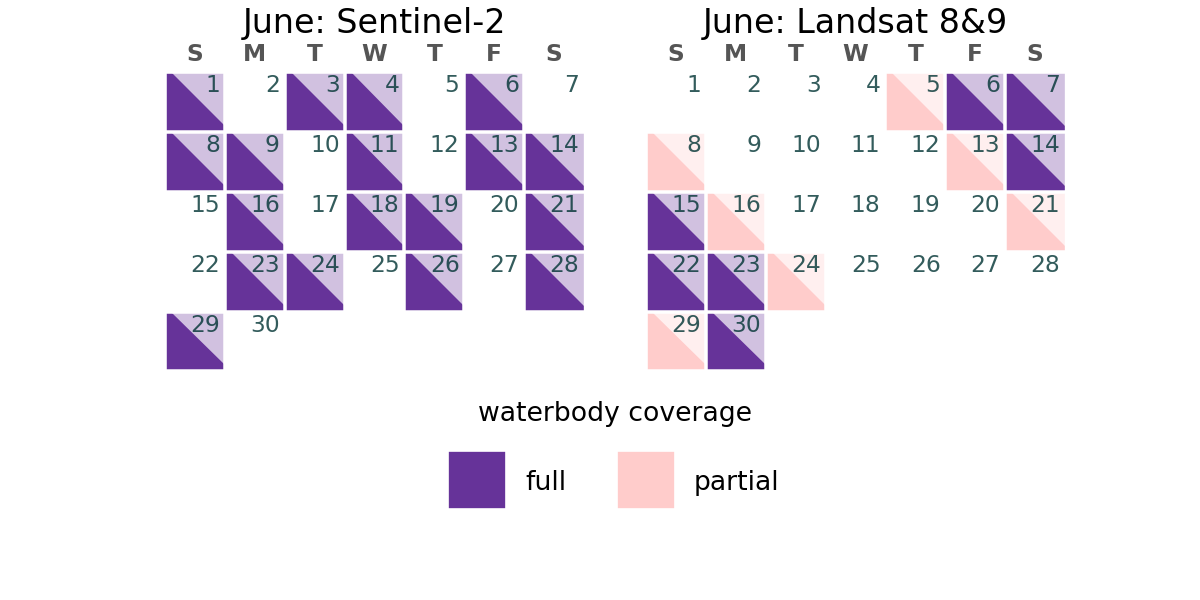 June: Sentinel-2
S M T W T F S
1 2 3 4 5 6 7
8 9 10 11 12 13 14
15 16 17 18 19 20 21
22 23 24 25 26 27 28
29 30
June: Landsat 8&9
S M T W T F S
1 2 3 4 5 6 7
8 9 10 11 12 13 14
15 16 17 18 19 20 21
22 23 24 25 26 27 28
29 30
waterbody coverage
full partial